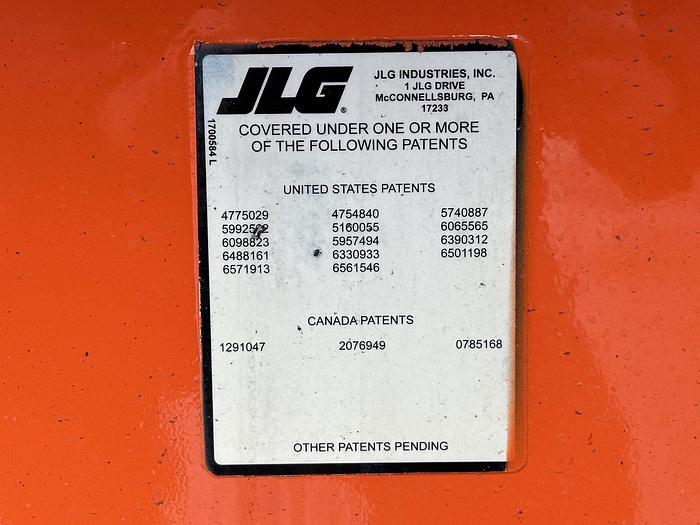 JLG®
JLG INDUSTRIES, INC.
1 JLG DRIVE
McCONNELLSBURG, PA
17233
1700584 L
COVERED UNDER ONE OR MORE
OF THE FOLLOWING PATENTS
UNITED STATES PATENTS
4775029 4754840 5740887
5160055 6065565
6098823 5957494 6390312
6488161 6330933 6501198
6571913 6561546
CANADA PATENTS
1291047 2076949 0785168
OTHER PATENTS PENDING